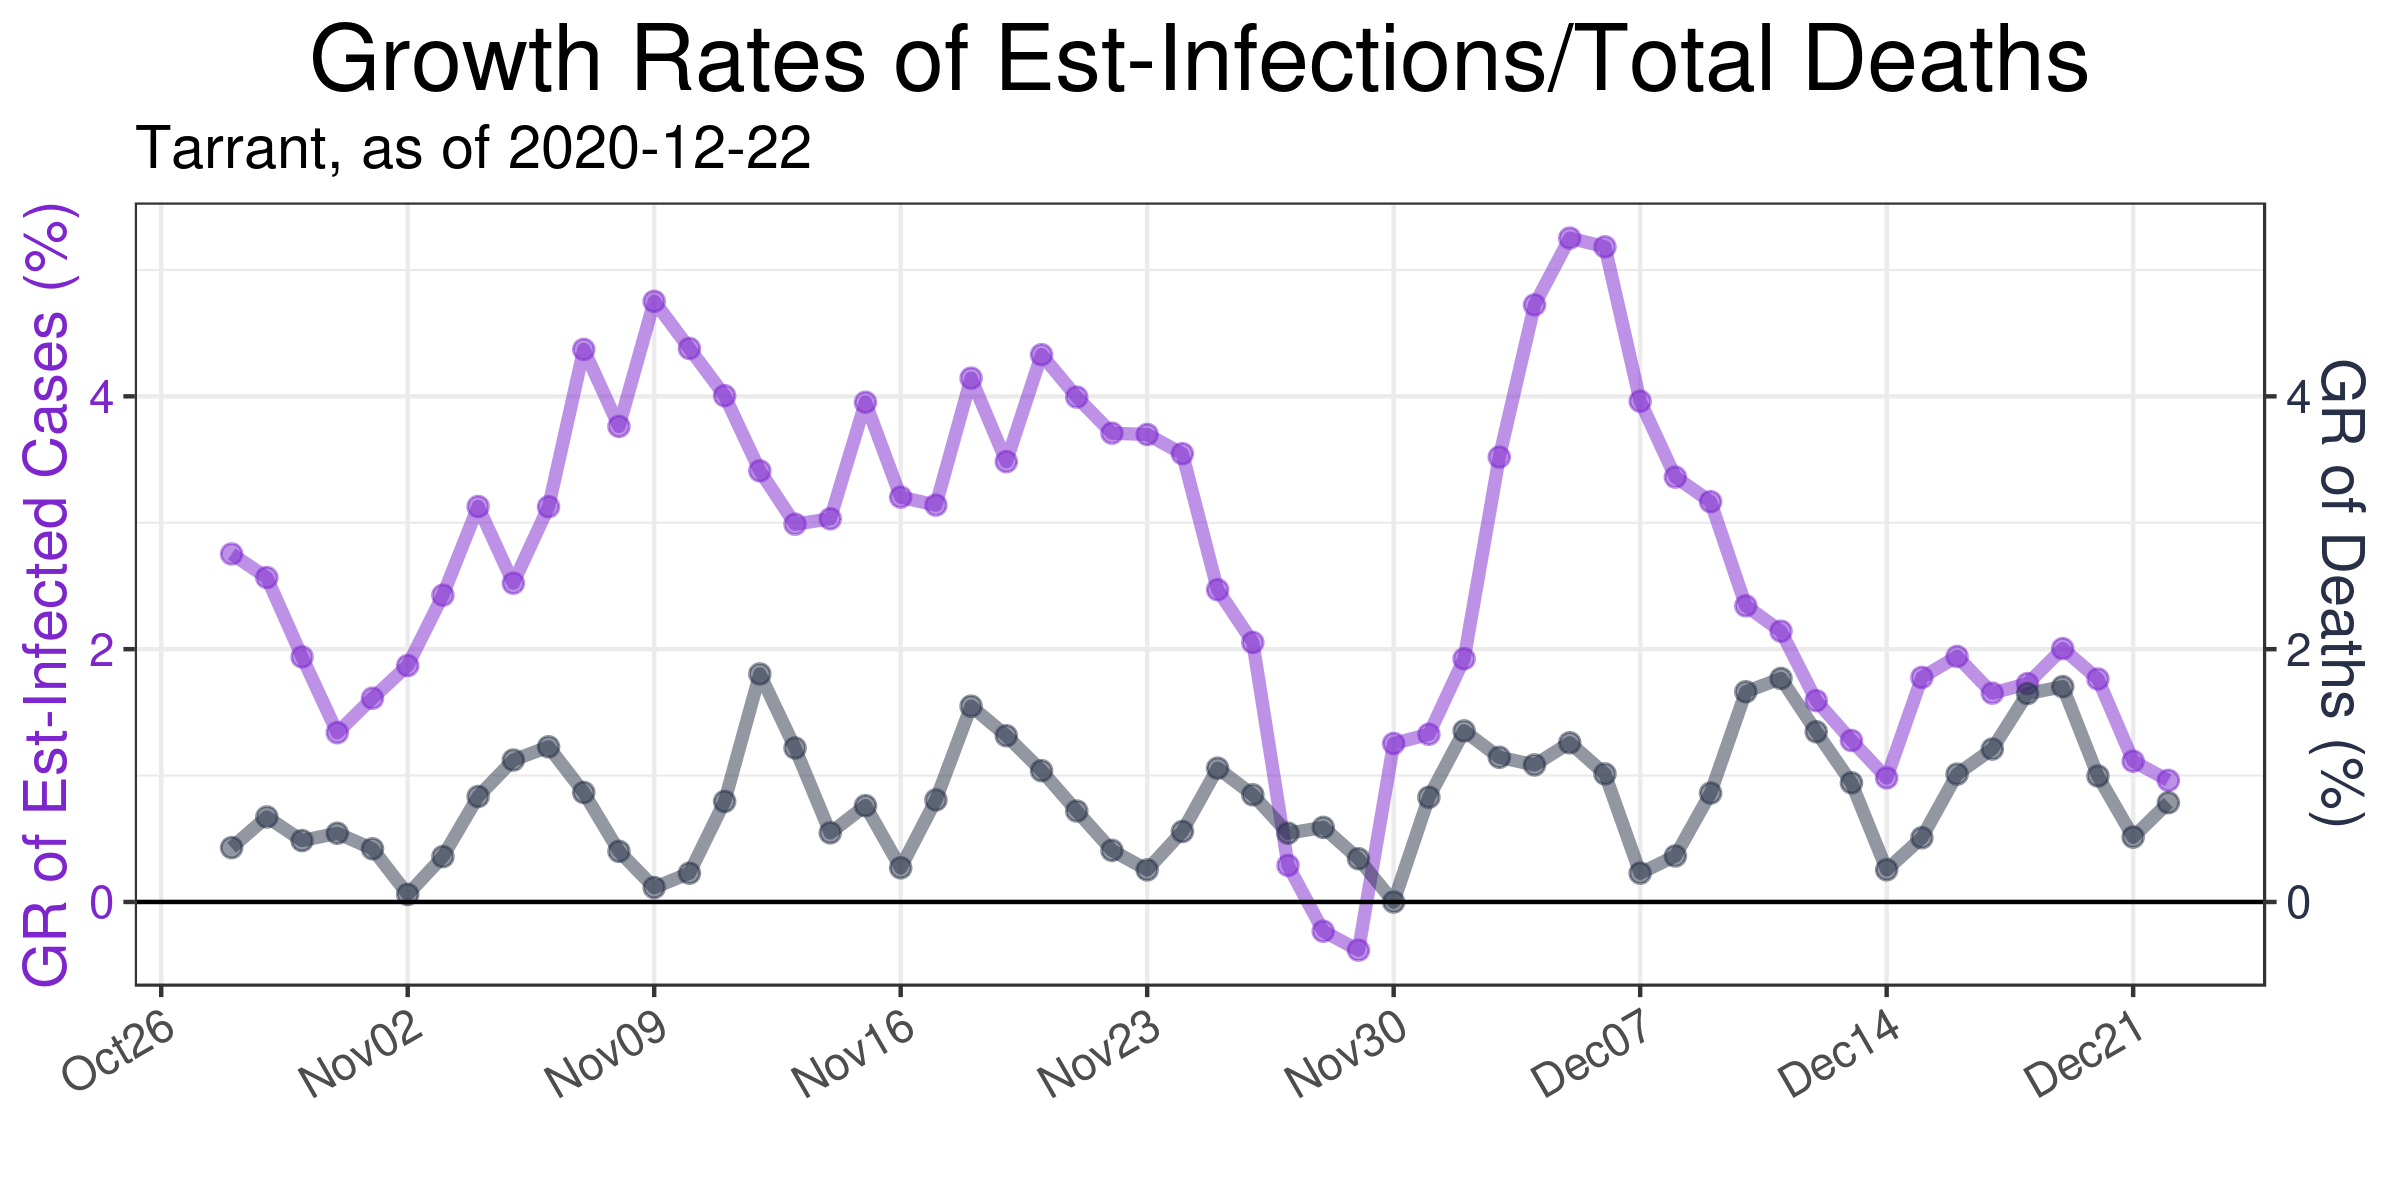 Growth Rates of Est-Infections/Total Deaths
Tarrant, as of 2020-12-22
GR of Est-Infected Cases (%)
4
2
0
4
2
0
GR of Deaths (%)
Oct26
Nov02
Nov09
Nov16
Nov23
Nov30
Dec07
Dec14
Dec21